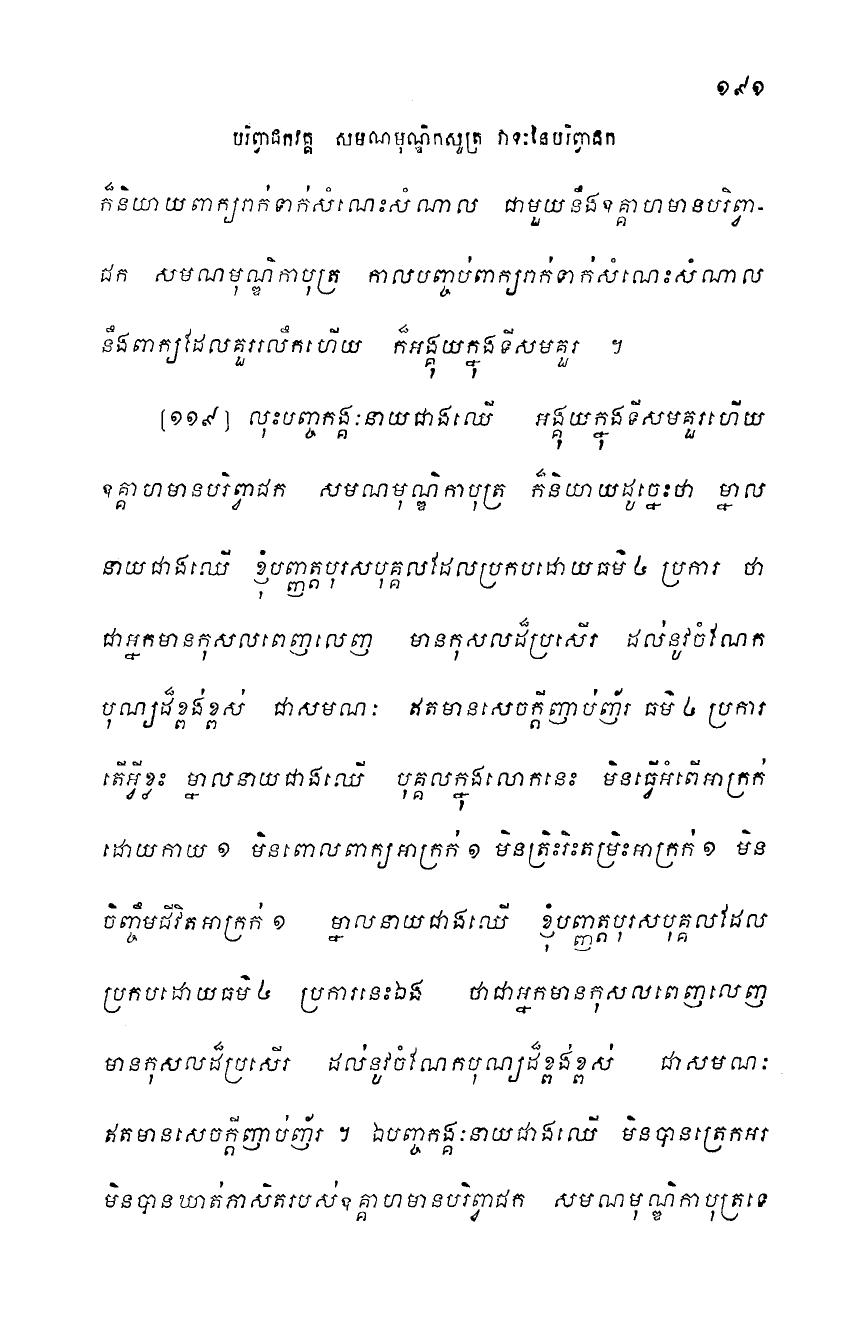 ១៩១
បរិព្វាជកវគ្គ សមណមុណ្ឌិកសូត្រ វាទៈនៃបរិព្វាជក
ក៏និយាយពាក្យរាក់ទាក់សំណេះសំណាល ជាមួយនឹងឧគ្គាហមានបរិព្វា-
ជក សមណមុណ្ឌិកាបុត្រ កាលបញ្ចប់ពាក្យរាក់ទាក់សំណេះសំណាល
នឹងពាក្យដែលគួររលឹកហើយ ក៏អង្គុយក្នុងទីសមគួរ ។
[១១៩] លុះបញ្ចកង្គៈនាយជាងឈើ អង្គុយក្នុងទីសមគួរហើយ
ឧគ្គាហមានបរិព្វាជក សមណមុណ្ឌិកាបុត្រ ក៏និយាយដូច្នេះថា ម្នាល
នាយជាងឈើ ខ្ញុំបញ្ញត្តបុរសបុគ្គលដែលប្រកបដោយធម៌ ៤ ប្រការ ថា
ជាអ្នកមានកុសលពេញលេញ មានកុសលដ៏ប្រសើរ ដល់នូវចំណែក
បុណ្យដ៏ខ្ពង់ខ្ពស់ ជាសមណៈ ឥតមានសេចក្តីញាប់ញ័រ ធម៌ ៤ ប្រការ
តើអ្វីខ្លះ ម្នាលនាយជាងឈើ បុគ្គលក្នុងលោកនេះ មិនធ្វើអំពើអាក្រក់
ដោយកាយ ១ មិនពោលពាក្យអាក្រក់ ១ មិនត្រិះរិះតម្រិះអាក្រក់ ១ មិន
ចិញ្ចឹមជីវិតអាក្រក់ ១ ម្នាលនាយជាងឈើ ខ្ញុំបញ្ញត្តបុរសបុគ្គលដែល
ប្រកបដោយធម៌ ៤ ប្រការនេះឯង ថាជាអ្នកមានកុសលពេញលេញ
មានកុសលដ៏ប្រសើរ ដល់នូវចំណែកបុណ្យដ៏ខ្ពង់ខ្ពស់ ជាសមណៈ
ឥតមានសេចក្តីញាប់ញ័រ ។ ឯបញ្ចកង្គៈនាយជាងឈើ មិនបានត្រេកអរ
មិនបានឃាត់ភាសិតរបស់ឧគ្គាហមានបរិព្វាជក សមណមុណ្ឌិកាបុត្រទេ